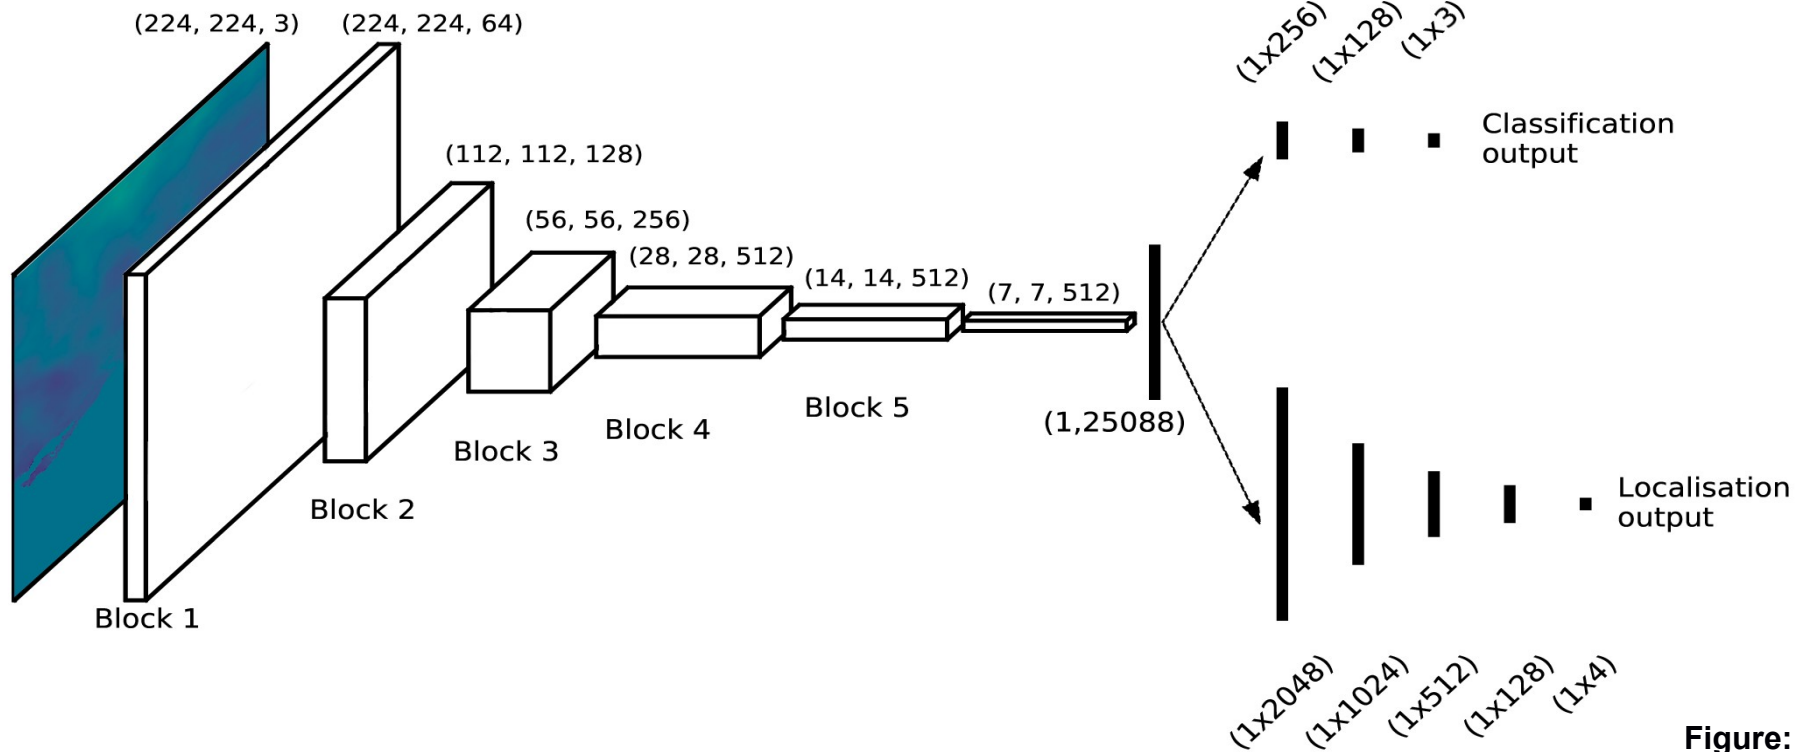 (224, 224, 3)
(224, 224, 64)
(112, 112, 128)
(56, 56, 256)
(28, 28, 512)
(14, 14, 512)
(7, 7, 512)
(1,25088)
Block 1
Block 2
Block 3
Block 4
Block 5
(1x256)
(1x128)
(1x3)
Classification
output
(1x2048)
(1x1024)
(1x512)
(1x128)
(1x4)
Localisation
output
Figure: